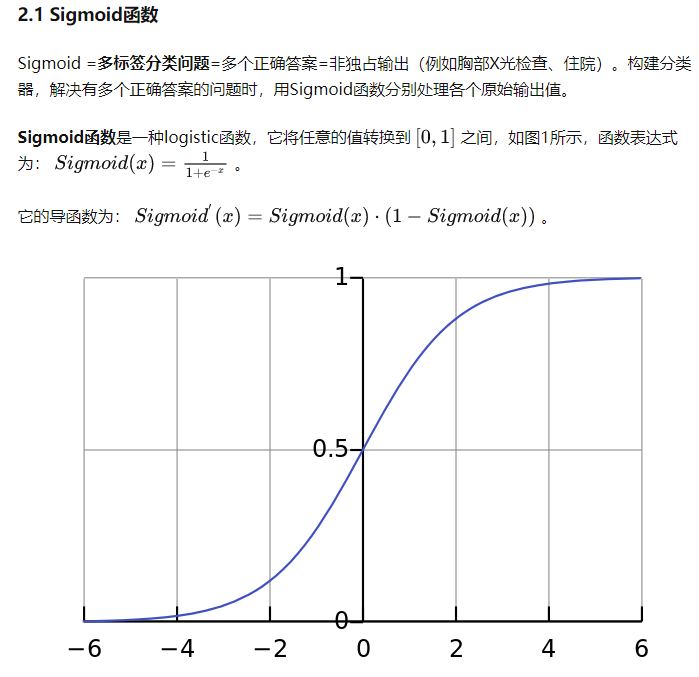 2.1 Sigmoid函数
Sigmoid =多标签分类问题=多个正确答案=非独占输出（例如胸部X光检查、住院）。构建分类
器，解决有多个正确答案的问题时，用Sigmoid函数分别处理各个原始输出值。
Sigmoid函数是一种logistic函数，它将任意的值转换到 [0, 1] 之间，如图1所示，函数表达式
为： Sigmoid(x) = 1/(1+e^{-x}) 。
它的导函数为： Sigmoid′(x) = Sigmoid(x) · (1 − Sigmoid(x)) 。
1
0.5
0
−6 −4 −2 0 2 4 6